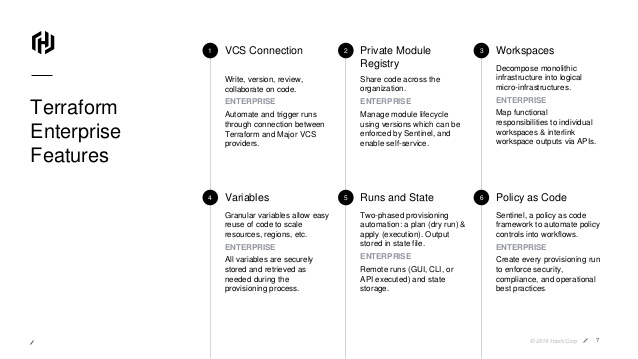 Terraform
Enterprise
Features
1
VCS Connection
Write, version, review,
collaborate on code.
ENTERPRISE
Automate and trigger runs
through connection between
Terraform and Major VCS
providers.
2
Private Module
Registry
Share code across the
organization.
ENTERPRISE
Manage module lifecycle
using versions which can be
enforced by Sentinel, and
enable self-service.
3
Workspaces
Decompose monolithic
infrastructure into logical
micro-infrastructures.
ENTERPRISE
Map functional
responsibilities to individual
workspaces & interlink
workspace outputs via APIs.
4
Variables
Granular variables allow easy
reuse of code to scale
resources, regions, etc.
ENTERPRISE
All variables are securely
stored and retrieved as
needed during the
provisioning process.
5
Runs and State
Two-phased provisioning
automation: a plan (dry run) &
apply (execution). Output
stored in state file.
ENTERPRISE
Remote runs (GUI, CLI, or
API executed) and state
storage.
6
Policy as Code
Sentinel, a policy as code
framework to automate policy
controls into workflows.
ENTERPRISE
Create every provisioning run
to enforce security,
compliance, and operational
best practices
© 2018 HashiCorp
7